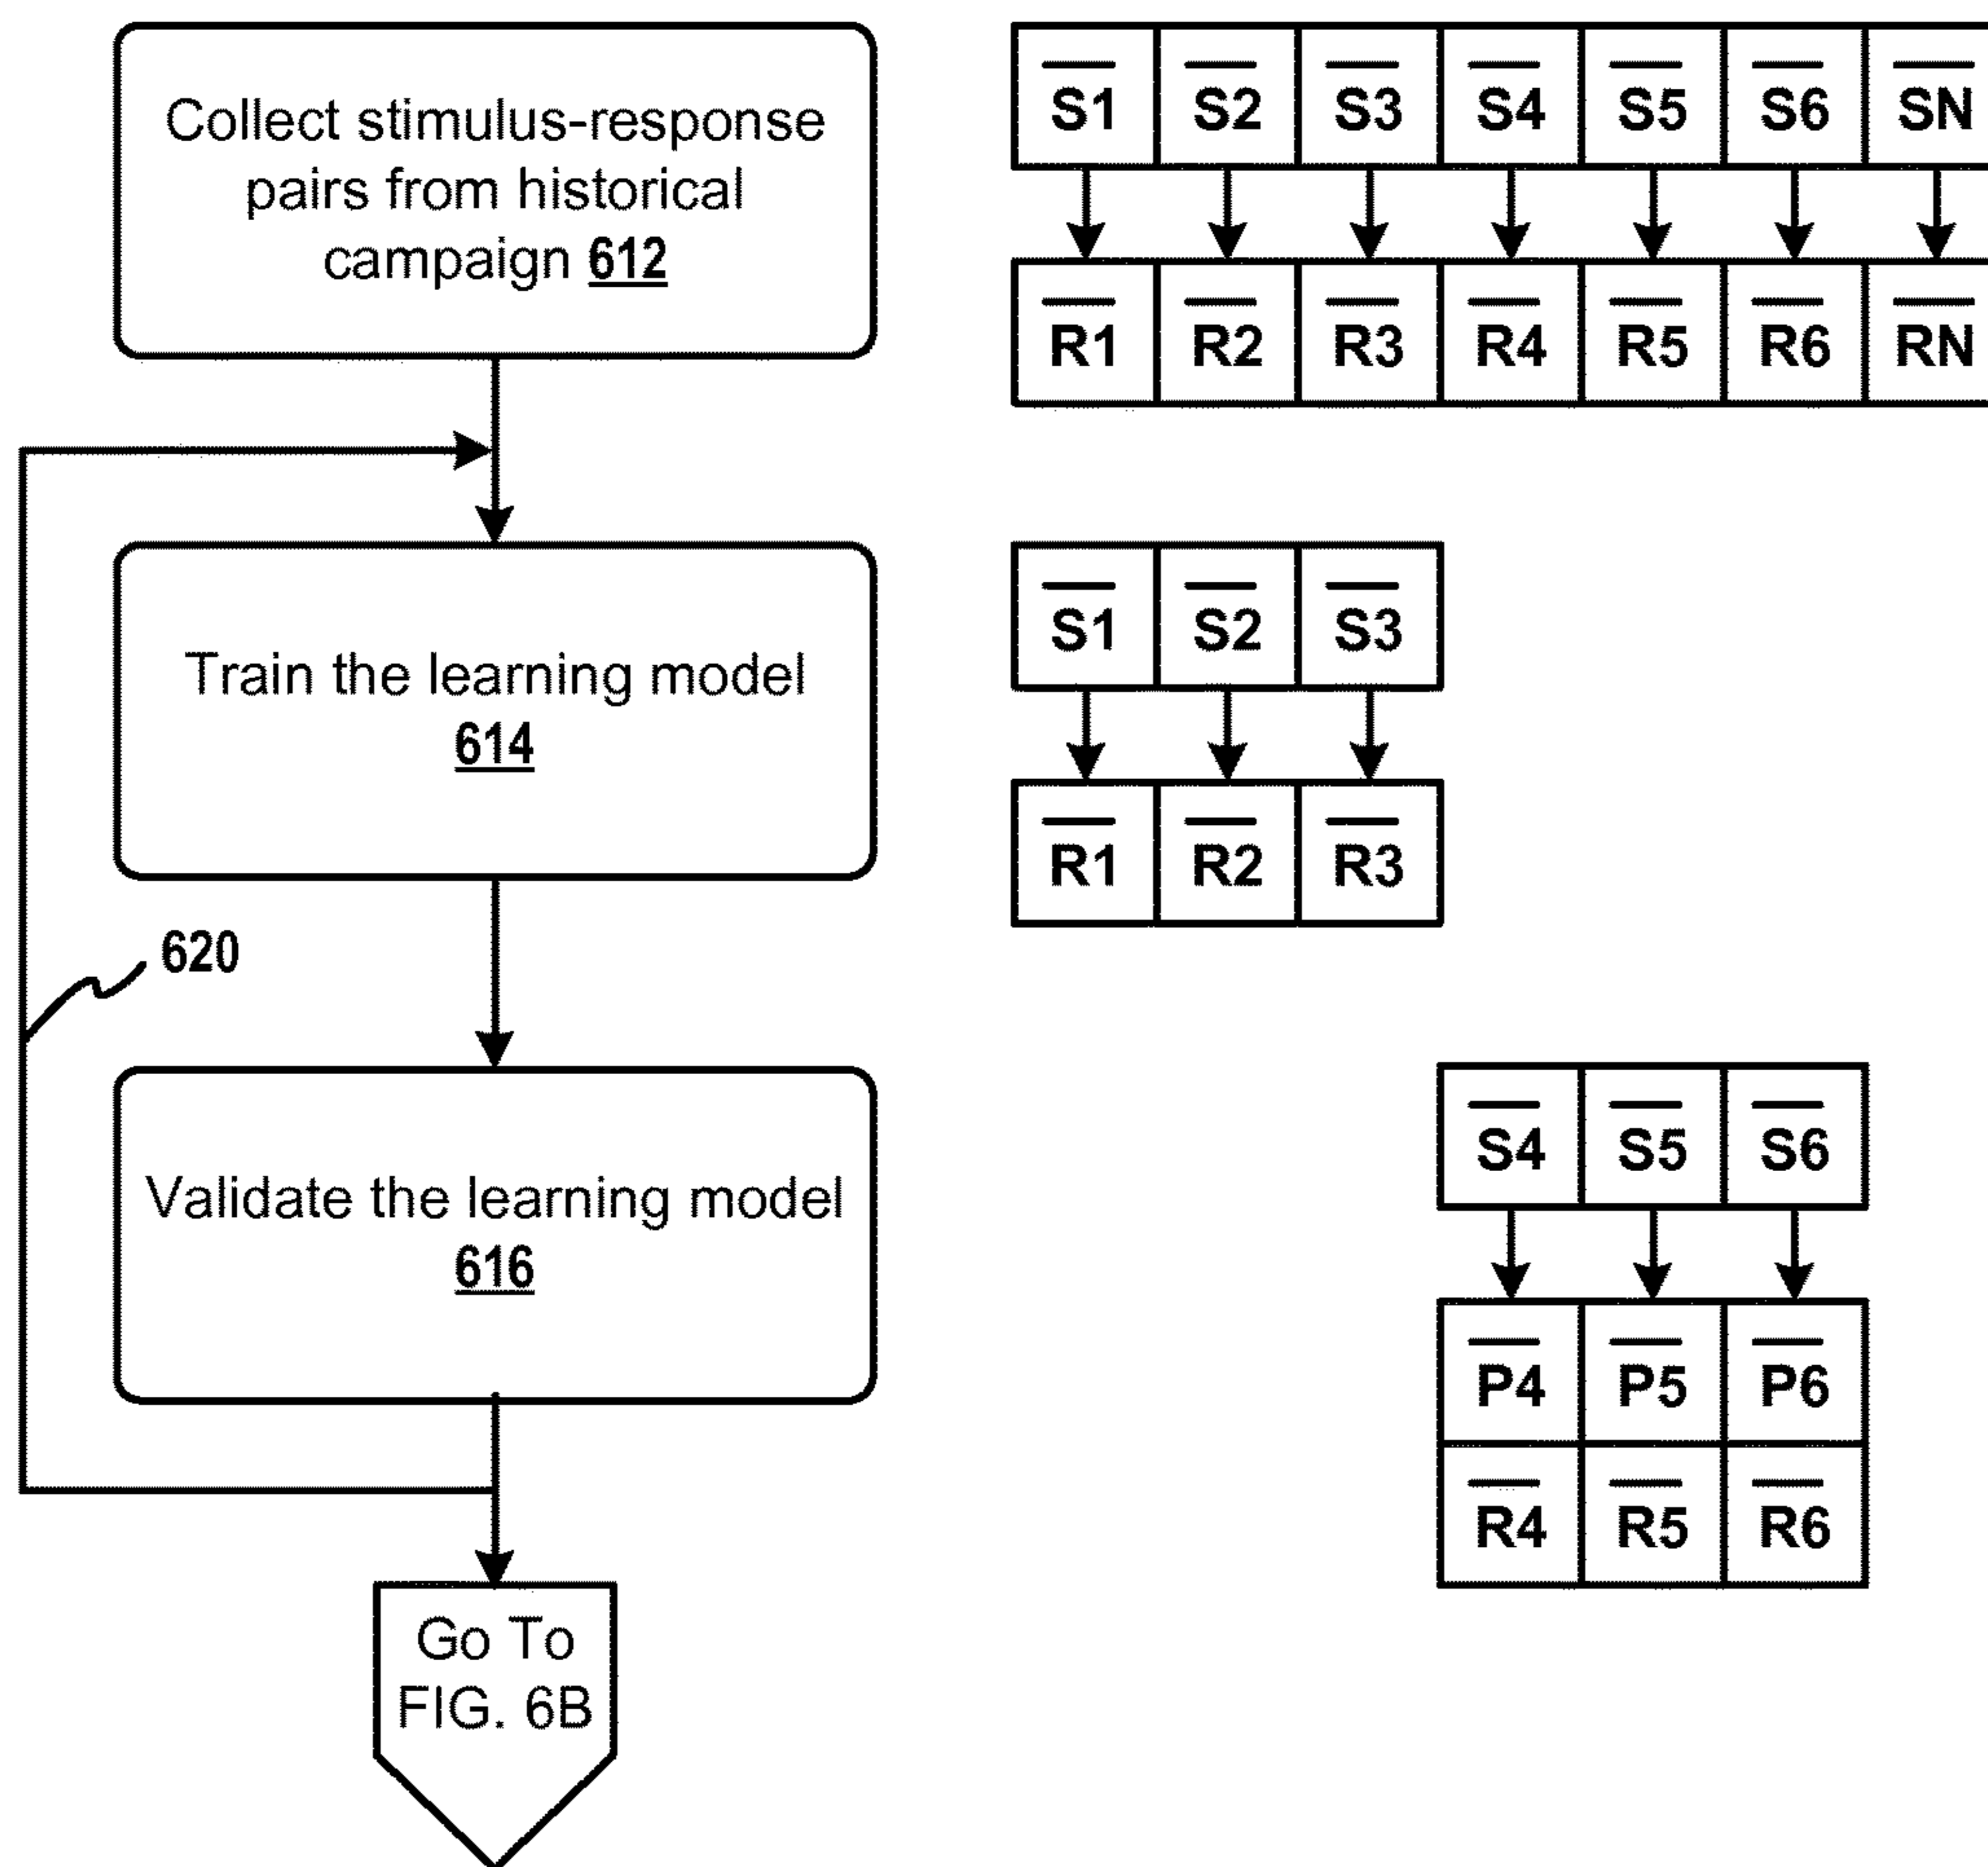 Collect stimulus-response
pairs from historical
campaign 612
S1 S2 S3 S4 S5 S6 SN
R1 R2 R3 R4 R5 R6 RN
Train the learning model
614
S1 S2 S3
R1 R2 R3
620
Validate the learning model
616
S4 S5 S6
P4 P5 P6
R4 R5 R6
Go To
FIG. 6B